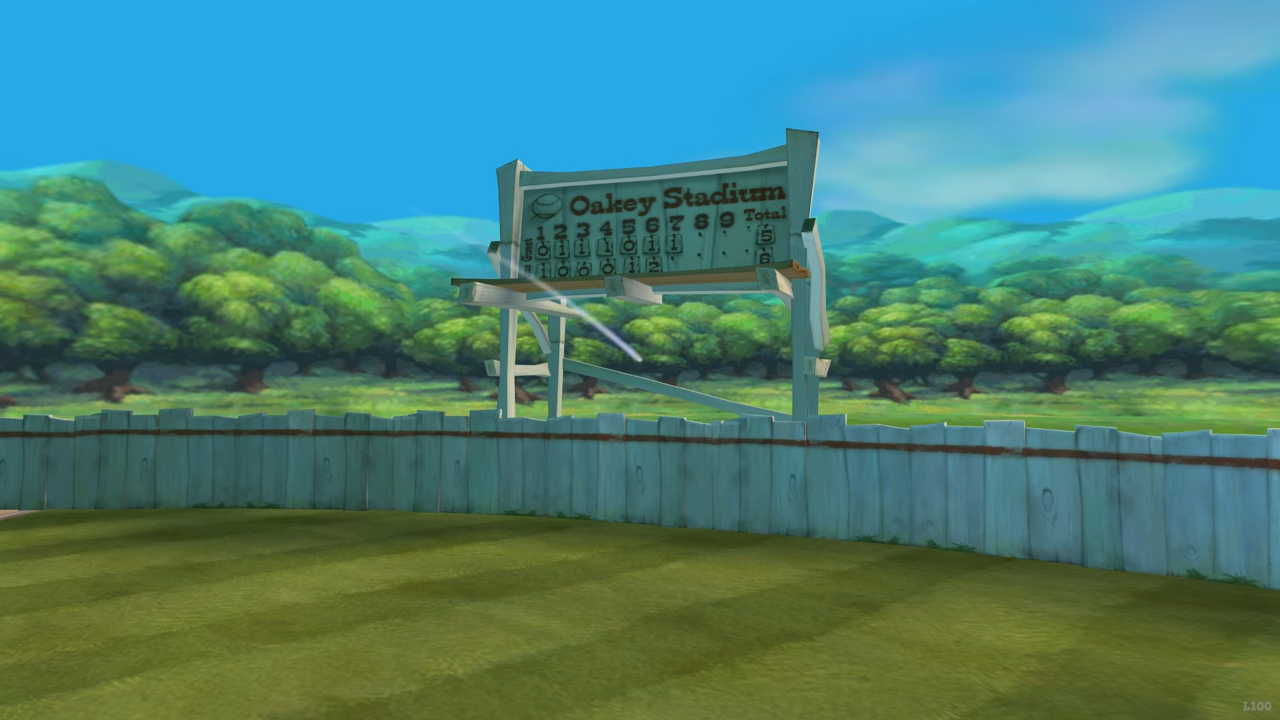 Oakey Stadium
1 2 3 4 5 6 7 8 9 Total
Guest 0 1 1 1 0 1 1 5
1 0 0 0 1 2 6
L100